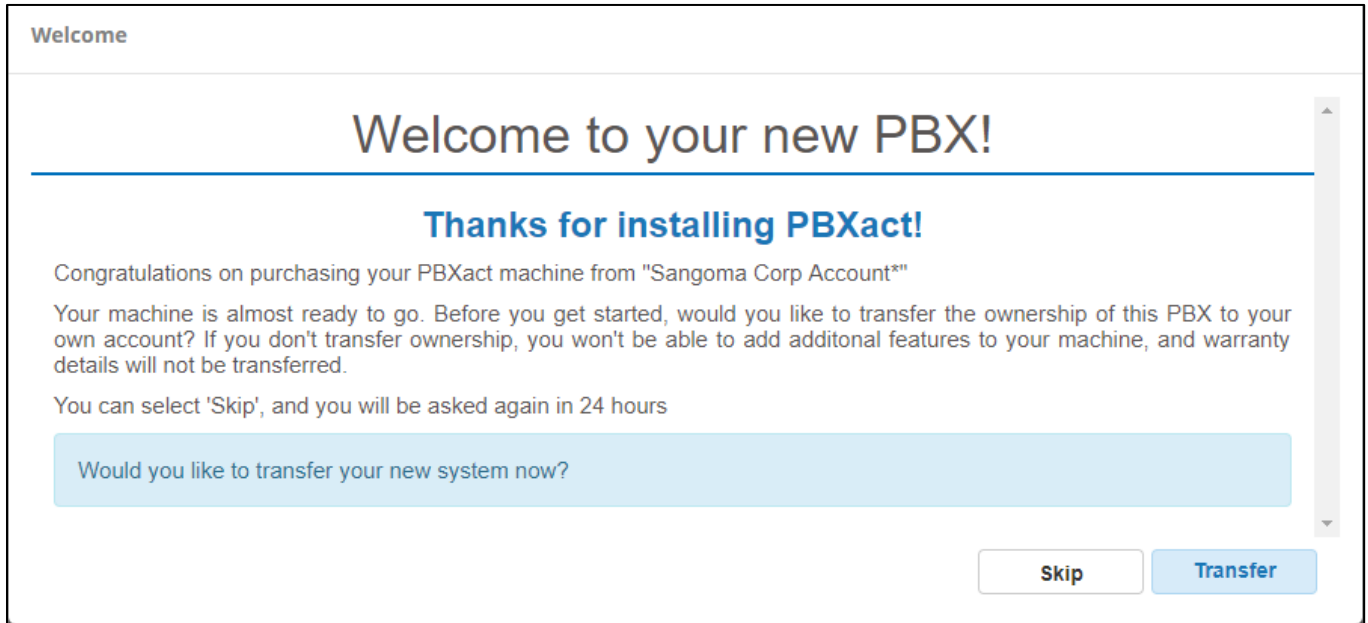 Welcome
Welcome to your new PBX!
Thanks for installing PBXact!
Congratulations on purchasing your PBXact machine from "Sangoma Corp Account*"
Your machine is almost ready to go. Before you get started, would you like to transfer the ownership of this PBX to your
own account? If you don't transfer ownership, you won't be able to add additonal features to your machine, and warranty
details will not be transferred.
You can select 'Skip', and you will be asked again in 24 hours
Would you like to transfer your new system now?
Skip Transfer